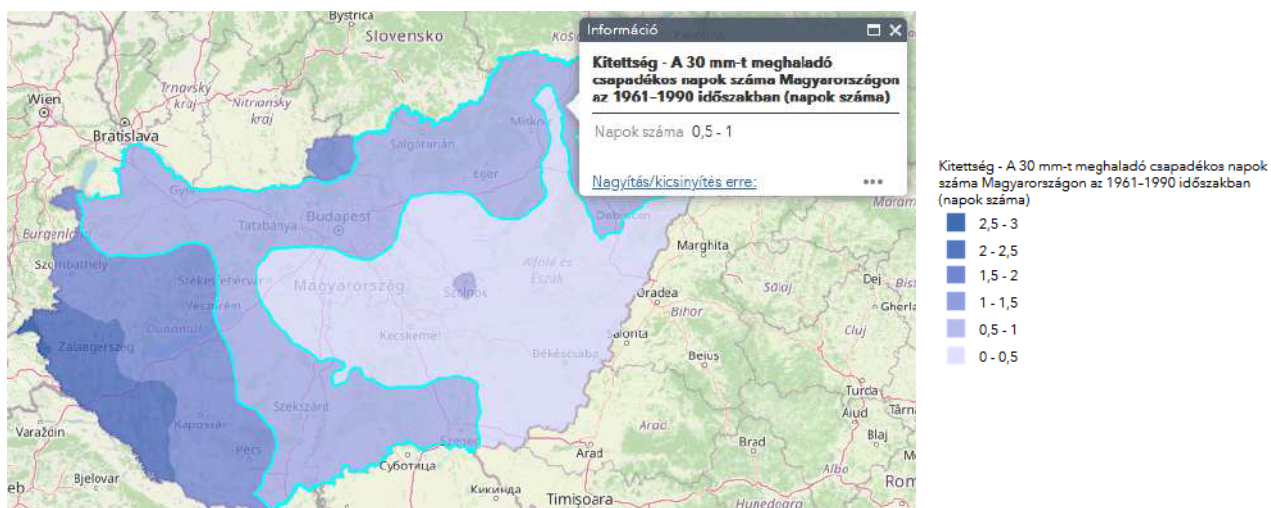 Bystrica
Slovensko
Információ
Kitettség - A 30 mm-t meghaladó
csapadékos napok száma Magyarországon
az 1961–1990 időszakban (napok száma)
Napok száma 0,5 - 1
Nagyítás/kicsinyítés erre:
Trnavský
kraj
Nitriansky
kraj
Wien
Bratislava
Salgótarján
Eger
Budapest
Tatabánya
Burgenland
Szombathely
Székesfehérvár
Veszprém
Dunántúl
Zalaegerszeg
Magyarország
Szolnok
Alföld és
Észak
Kecskemét
Békéscsaba
Debrecen
Kaposvár
Szekszárd
Pécs
Szeged
Varaždin
Bjelovar
Суботица
Кикинда
Timișoara
Arad
Arad
Marghita
Oradea
Bihor
Salonta
Beiuș
Brad
Sălaj
Dej
Gherla
Cluj
Turda
Aiud
Blaj
Alba
Hunedoara
Kitettség - A 30 mm-t meghaladó csapadékos napok
száma Magyarországon az 1961–1990 időszakban
(napok száma)
2,5 - 3
2 - 2,5
1,5 - 2
1 - 1,5
0,5 - 1
0 - 0,5